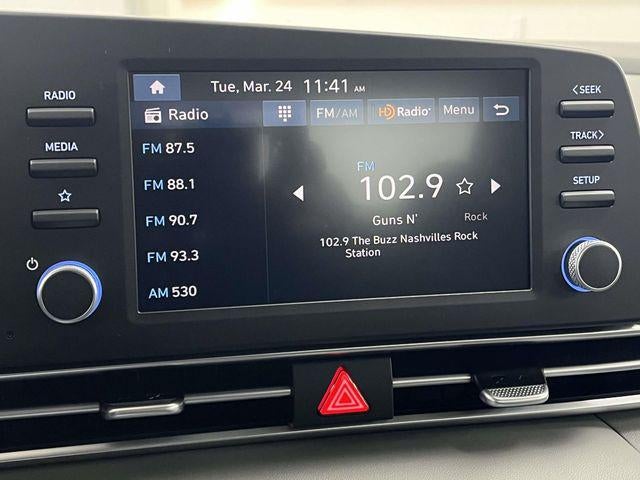 RADIO
MEDIA
Tue, Mar. 24 11:41 AM
Radio
FM/AM
HD Radio
Menu
FM 87.5
FM 88.1
FM 90.7
FM 93.3
AM 530
FM
102.9
Guns N'
Rock
102.9 The Buzz Nashvilles Rock
Station
<SEEK
TRACK>
SETUP